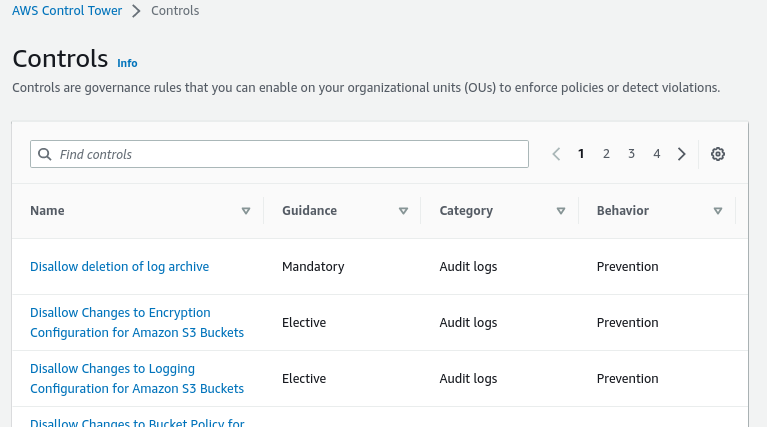 AWS Control Tower > Controls
Controls Info
Controls are governance rules that you can enable on your organizational units (OUs) to enforce policies or detect violations.
Find controls 1 2 3 4
Name Guidance Category Behavior
Disallow deletion of log archive Mandatory Audit logs Prevention
Disallow Changes to Encryption
Configuration for Amazon S3 Buckets Elective Audit logs Prevention
Disallow Changes to Logging
Configuration for Amazon S3 Buckets Elective Audit logs Prevention
Disallow Changes to Bucket Policy for